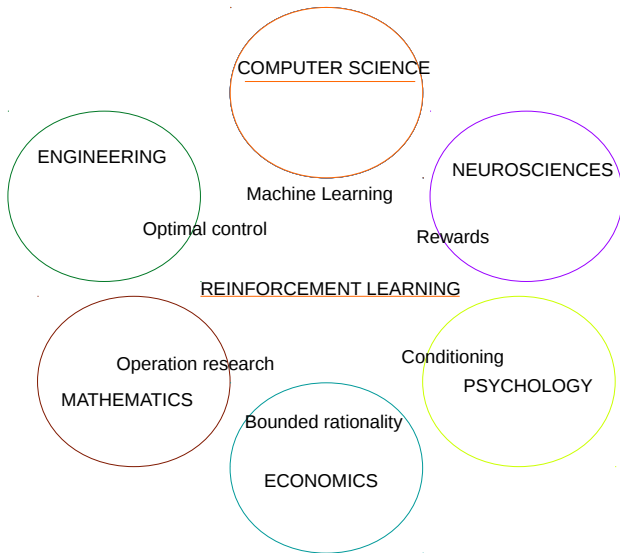 COMPUTER SCIENCE
ENGINEERING
NEUROSCIENCES
Machine Learning
Optimal control
Rewards
REINFORCEMENT LEARNING
Operation research
Conditioning
MATHEMATICS
PSYCHOLOGY
Bounded rationality
ECONOMICS